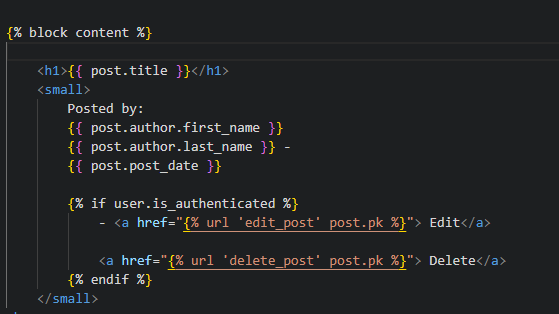 {% block content %}
<h1>{{ post.title }}</h1>
<small>
Posted by:
{{ post.author.first_name }}
{{ post.author.last_name }} -
{{ post.post_date }}
{% if user.is_authenticated %}
- <a href="{% url 'edit_post' post.pk %}"> Edit</a>
<a href="{% url 'delete_post' post.pk %}"> Delete</a>
{% endif %}
</small>